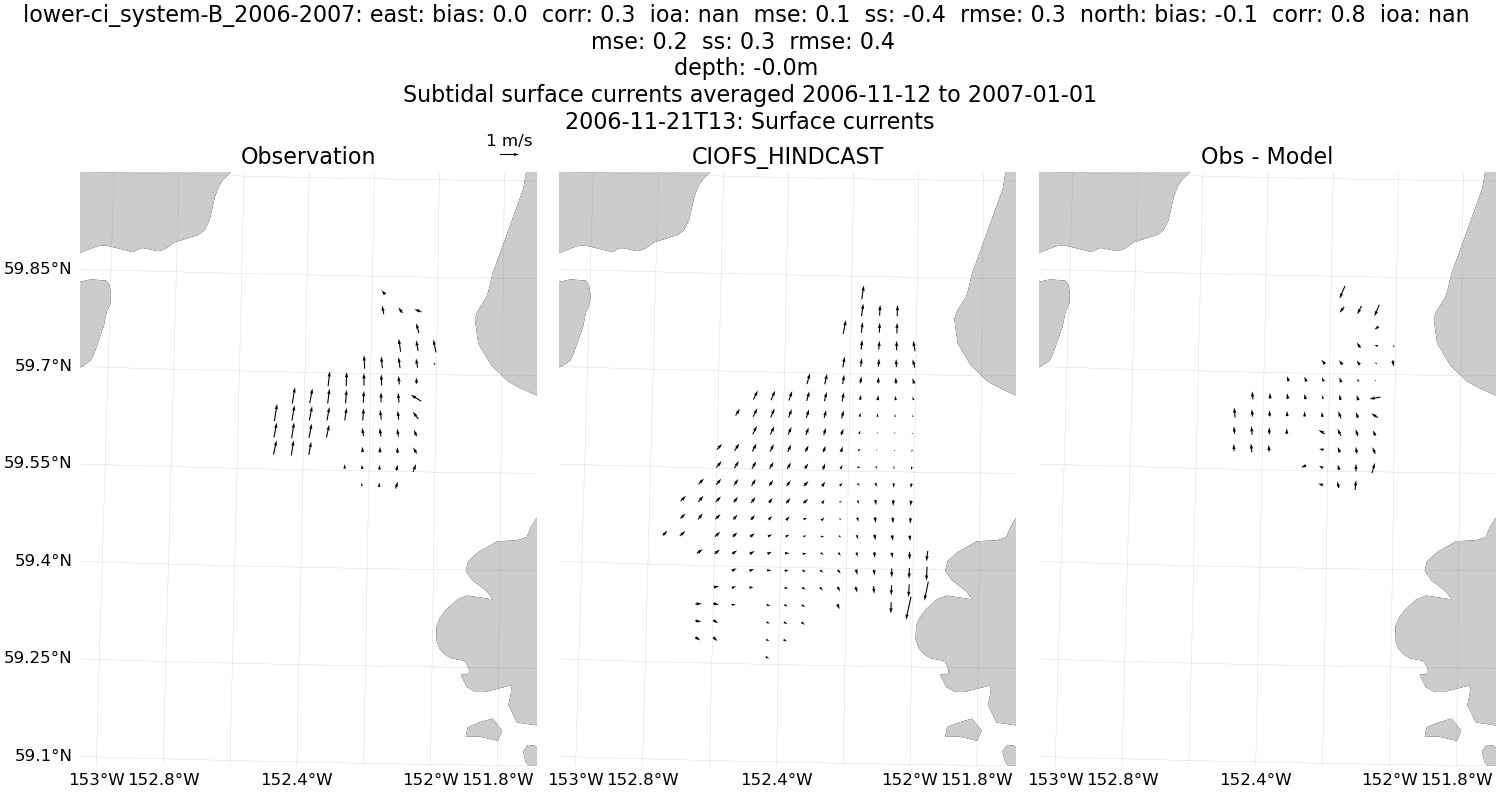 lower-ci_system-B_2006-2007: east: bias: 0.0  corr: 0.3  ioa: nan  mse: 0.1  ss: -0.4  rmse: 0.3  north: bias: -0.1  corr: 0.8  ioa: nan
mse: 0.2  ss: 0.3  rmse: 0.4
depth: -0.0m
Subtidal surface currents averaged 2006-11-12 to 2007-01-01
2006-11-21T13: Surface currents
1 m/s
Observation
CIOFS_HINDCAST
Obs - Model
59.85°N
59.7°N
59.55°N
59.4°N
59.25°N
59.1°N
153°W 152.8°W 152.4°W 152°W 151.8°W
153°W 152.8°W 152.4°W 152°W 151.8°W
153°W 152.8°W 152.4°W 152°W 151.8°W